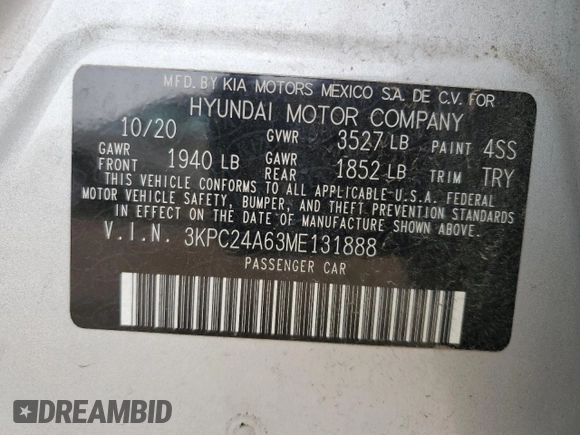 MFD. BY KIA MOTORS MEXICO S.A. DE C.V. FOR
HYUNDAI MOTOR COMPANY
10/20 GVWR 3527 LB PAINT 4SS
GAWR FRONT 1940 LB GAWR REAR 1852 LB TRIM TRY
THIS VEHICLE CONFORMS TO ALL APPLICABLE U.S.A. FEDERAL
MOTOR VEHICLE SAFETY, BUMPER, AND THEFT PREVENTION STANDARDS
IN EFFECT ON THE DATE OF MANUFACTURE SHOWN ABOVE.
V.I.N. 3KPC24A63ME131888
PASSENGER CAR
DREAMBID